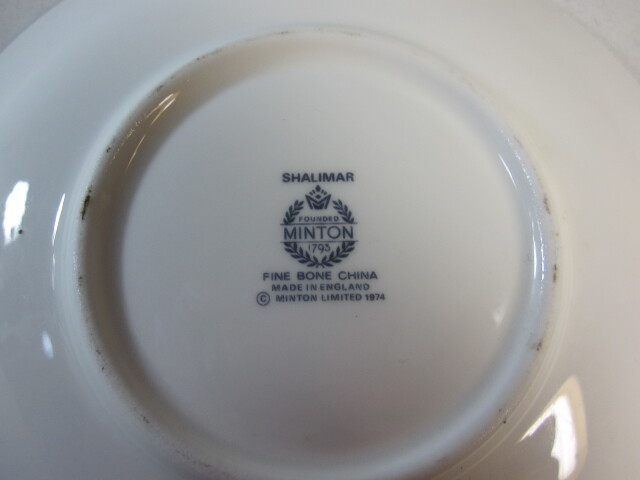 SHALIMAR
FOUNDED
MINTON
1793
FINE BONE CHINA
MADE IN ENGLAND
© MINTON LIMITED 1974